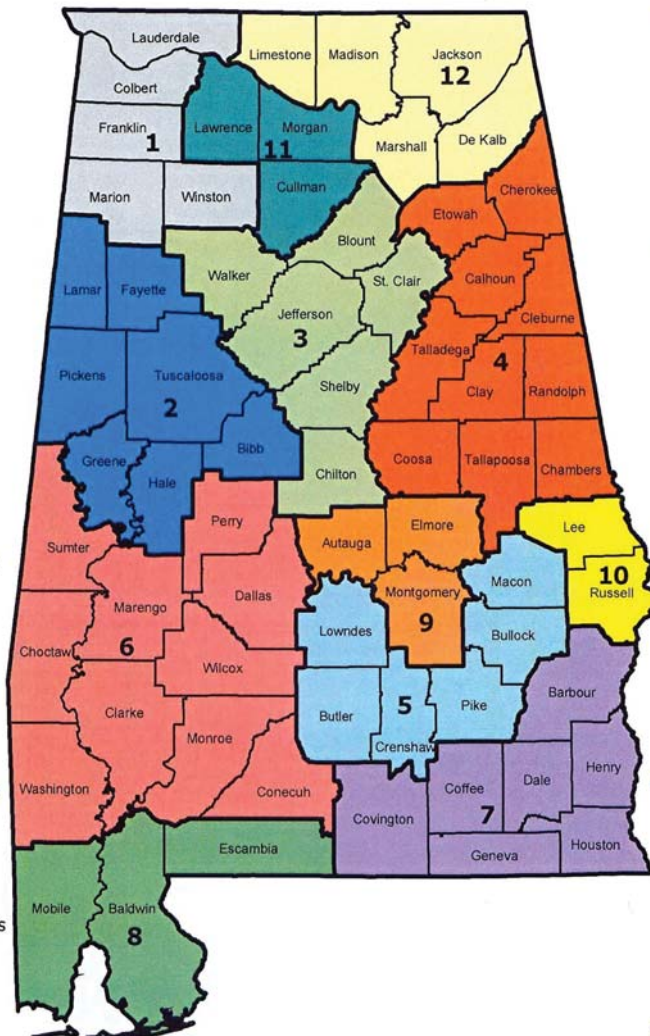 Lauderdale
Limestone
Madison
Jackson
12
Colbert
Franklin
1
Lawrence
Morgan
11
Marshall
De Kalb
Marion
Winston
Cullman
Cherokee
Etowah
Blount
Walker
St. Clair
Calhoun
Lamar
Fayette
Jefferson
3
Cleburne
Talladega
4
Pickens
Tuscaloosa
2
Shelby
Clay
Randolph
Bibb
Greene
Hale
Chilton
Coosa
Tallapoosa
Chambers
Perry
Sumter
Autauga
Elmore
Lee
Macon
10
Russell
Marengo
6
Dallas
Montgomery
9
Lowndes
Bullock
Choctaw
Wilcox
Barbour
Clarke
Butler
5
Crenshaw
Pike
Monroe
Henry
Washington
Conecuh
Covington
Coffee
7
Dale
Escambia
Geneva
Houston
Mobile
Baldwin
8
s